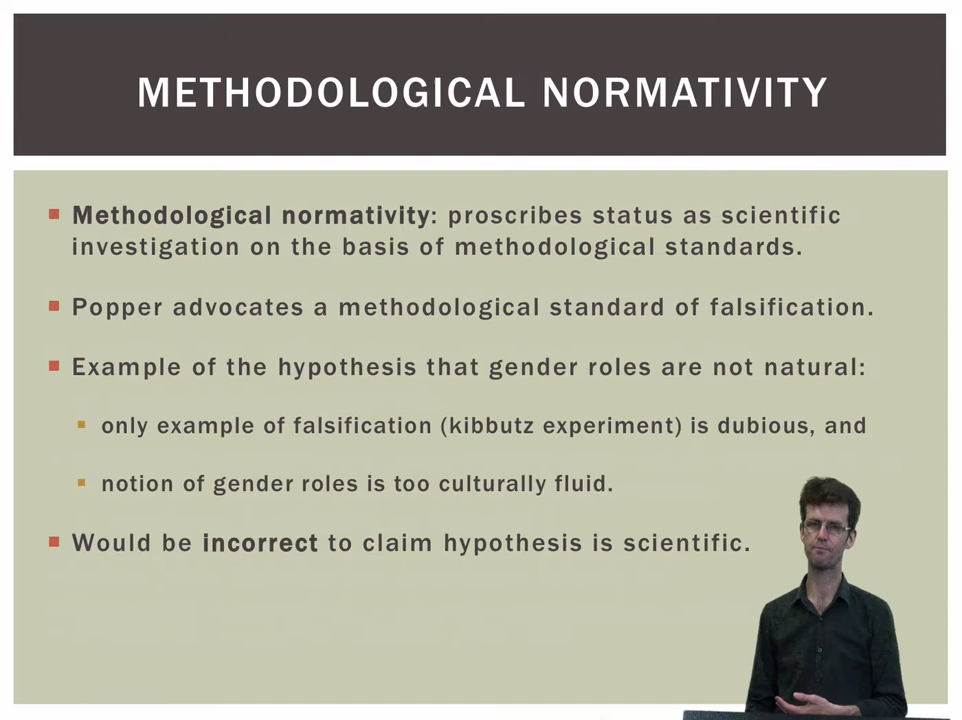 METHODOLOGICAL NORMATIVITY
Methodological normativity: proscribes status as scientific
investigation on the basis of methodological standards.
Popper advocates a methodological standard of falsification.
Example of the hypothesis that gender roles are not natural:
only example of falsification (kibbutz experiment) is dubious, and
notion of gender roles is too culturally fluid.
Would be incorrect to claim hypothesis is scientific.